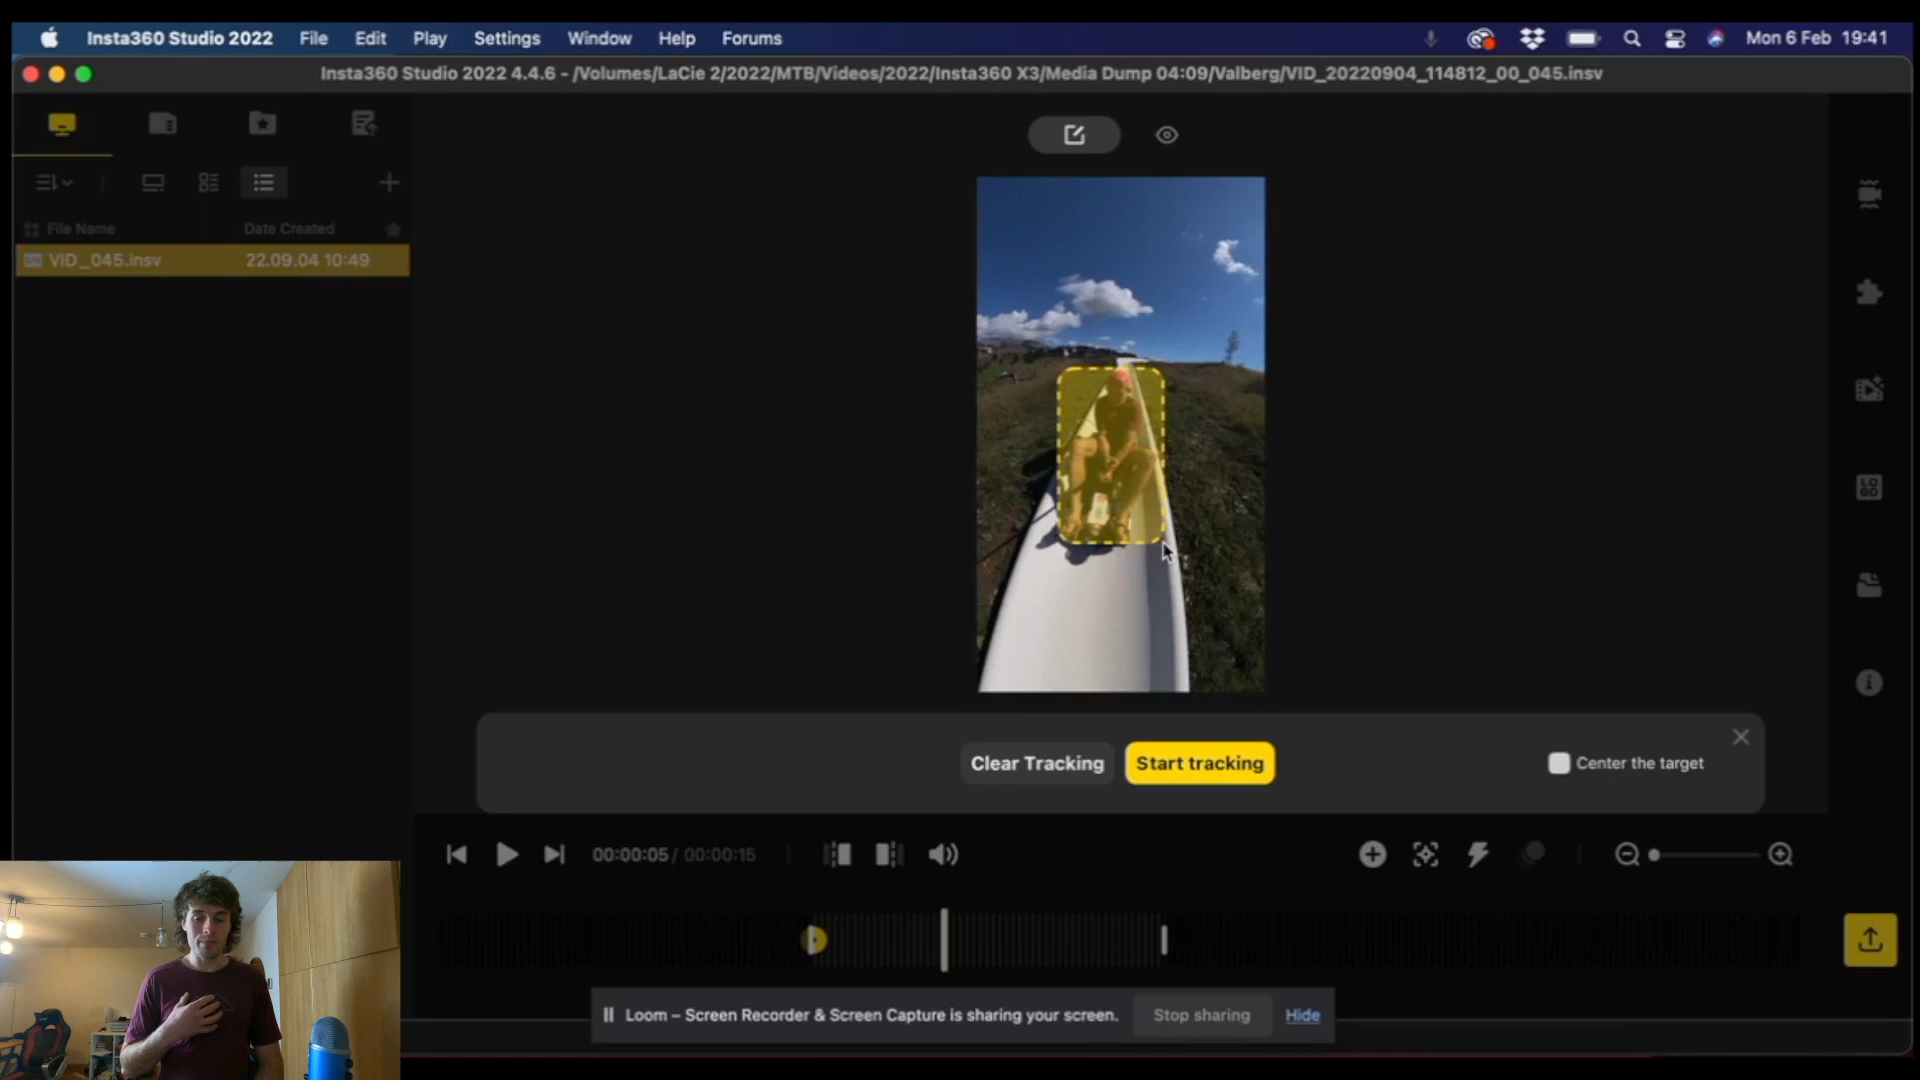 Insta360 Studio 2022 File Edit Play Settings Window Help Forums Mon 6 Feb 19:41
Insta360 Studio 2022 4.4.6 - /Volumes/LaCie 2/2022/MTB/Videos/2022/Insta360 X3/Media Dump 04:09/Valberg/VID_20220904_114812_00_045.insv
File Name Date Created
VID_045.insv 22.09.04 10:49
LOGO
Clear Tracking Start tracking Center the target
00:00:05 / 00:00:15
Loom – Screen Recorder & Screen Capture is sharing your screen. Stop sharing Hide